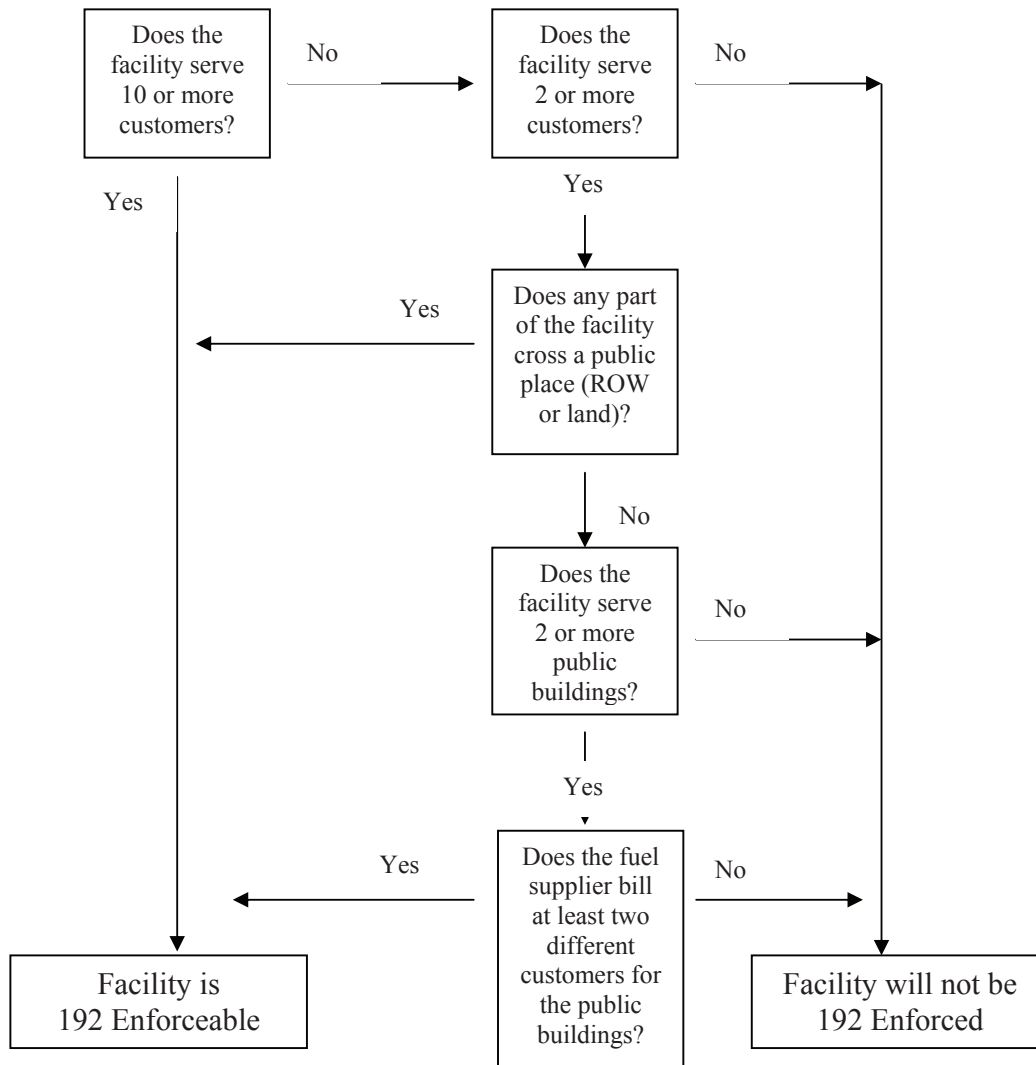 Does the
facility serve
10 or more
customers?
No
Does the
facility serve
2 or more
customers?
No
Yes
Yes
Does any part
of the facility
cross a public
place (ROW
or land)?
Yes
No
Does the
facility serve
2 or more
public
buildings?
No
Yes
Does the fuel
supplier bill
at least two
different
customers for
the public
buildings?
Yes
No
Facility is
192 Enforceable
Facility will not be
192 Enforced